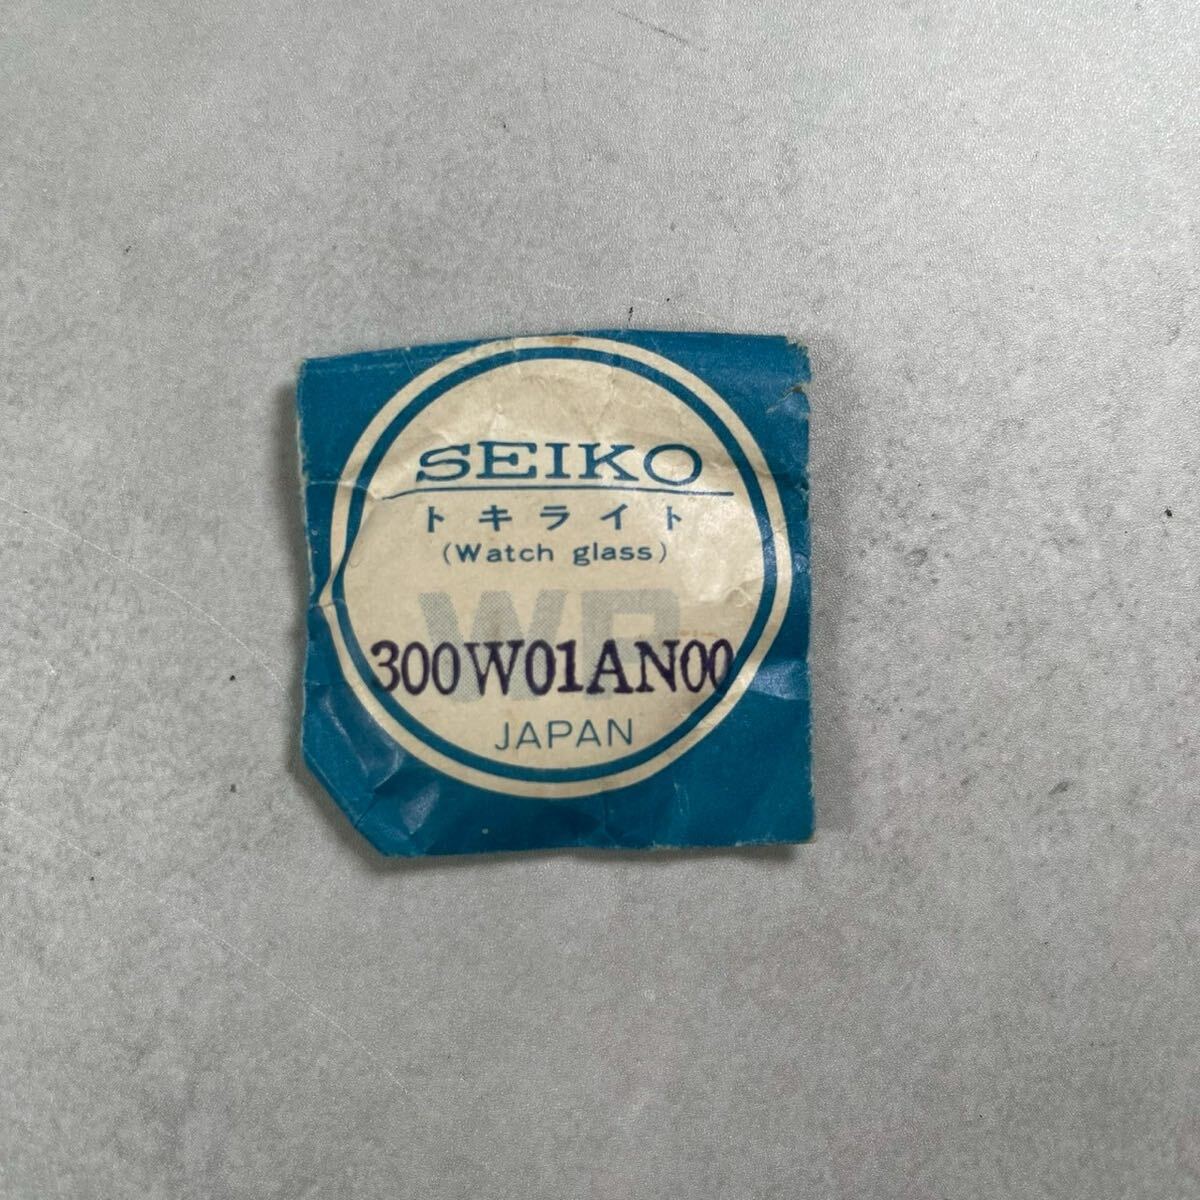 SEIKO
トキライト
(Watch glass)
WP
300W01AN00
JAPAN